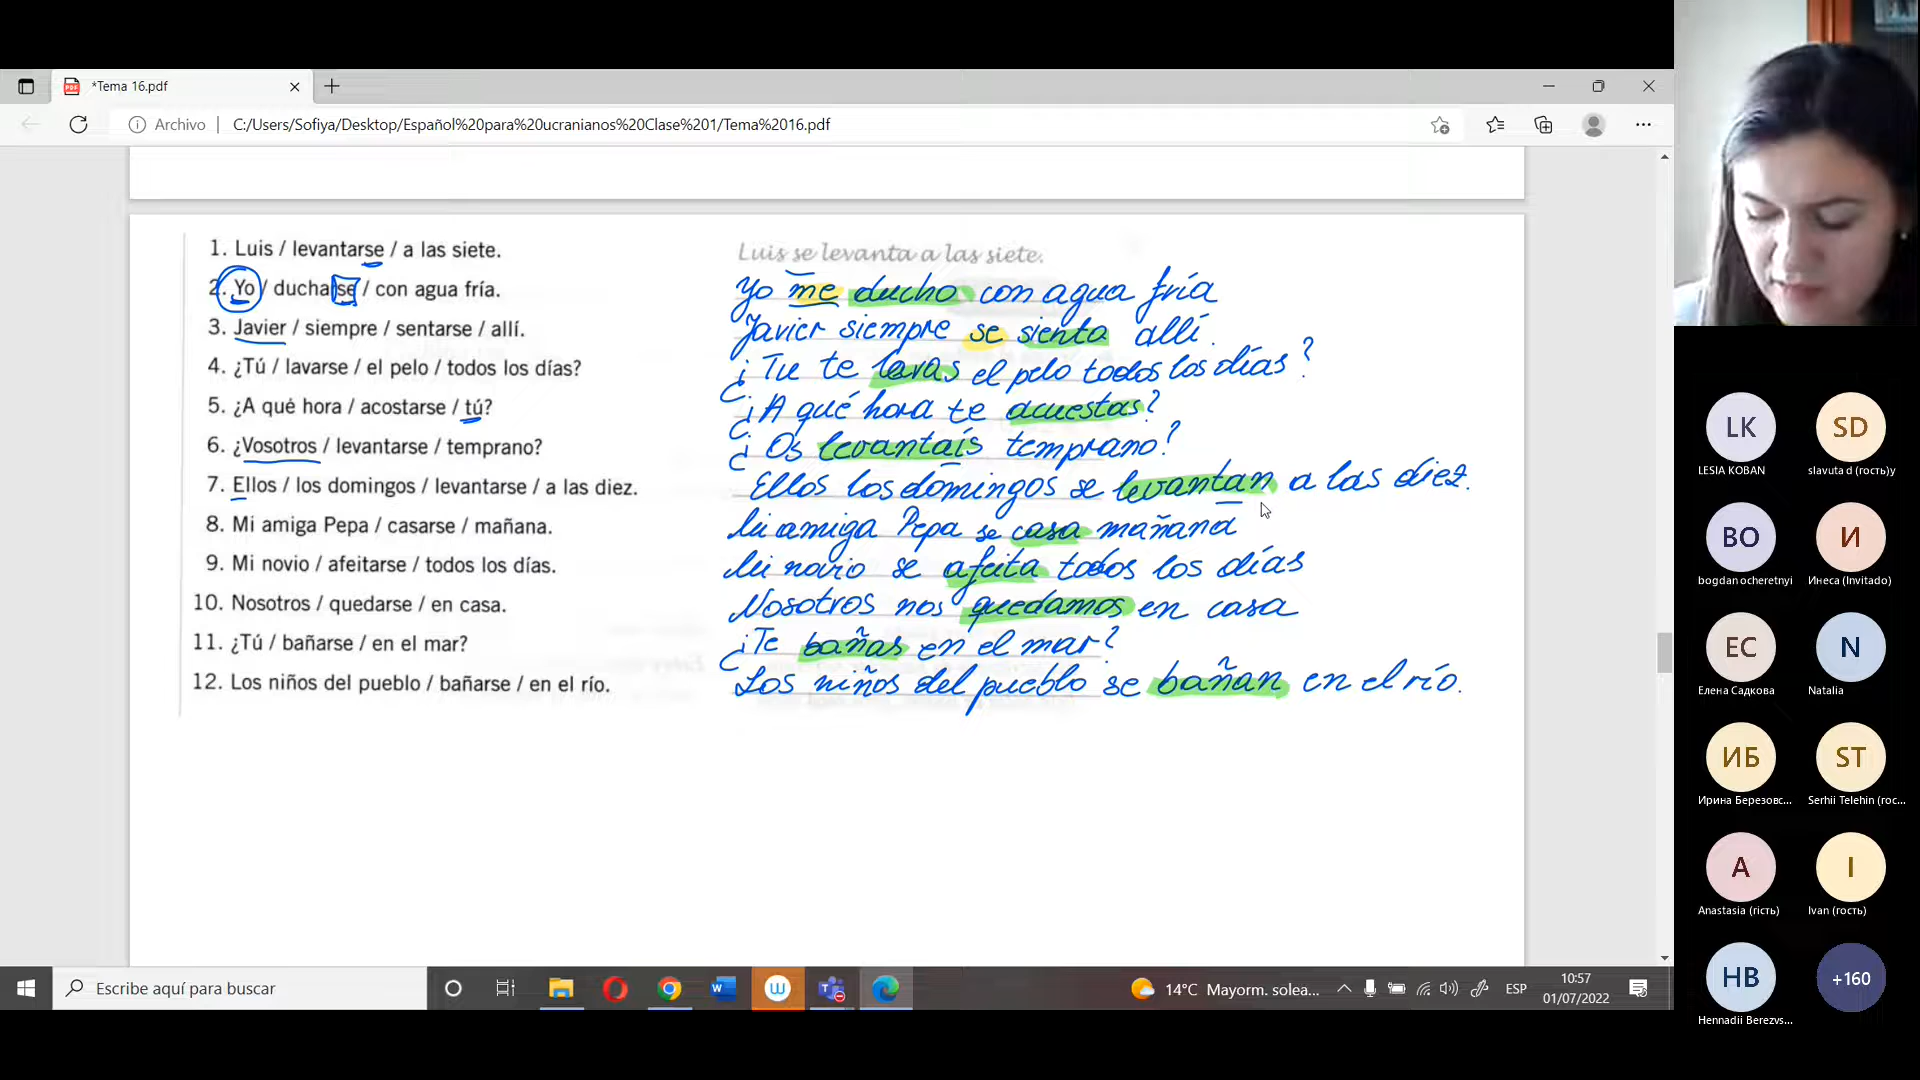 *Tema 16.pdf
Archivo | C:/Users/Sofiya/Desktop/Español%20para%20ucranianos%20Clase%201/Tema%2016.pdf
1. Luis / levantarse / a las siete.
Luis se levanta a las siete.
2. Yo / ducharse / con agua fría.
Yo me ducho con agua fría
3. Javier / siempre / sentarse / allí.
Javier siempre se sienta allí.
4. ¿Tú / lavarse / el pelo / todos los días?
¿Tu te lavas el pelo todos los días?
5. ¿A qué hora / acostarse / tú?
¿A qué hora te acuestas?
6. ¿Vosotros / levantarse / temprano?
¿Os levantaís temprano?
7. Ellos / los domingos / levantarse / a las diez.
Ellos los domingos se levantan a las diez.
8. Mi amiga Pepa / casarse / mañana.
Mi amiga Pepa se casa mañana
9. Mi novio / afeitarse / todos los días.
Mi novio se afeita todos los días
10. Nosotros / quedarse / en casa.
Nosotros nos quedamos en casa
11. ¿Tú / bañarse / en el mar?
¿Te bañas en el mar?
12. Los niños del pueblo / bañarse / en el río.
Los niños del pueblo se bañan en el río.
LK
LESIA KOBAN
SD
slavuta d (гость)y
BO
bogdan ocheretnyi
И
Инеса (Invitado)
EC
Елена Садкова
N
Natalia
ИБ
Ирина Березовс...
ST
Serhii Telehin (гос...
A
Anastasia (гість)
I
Ivan (гость)
HB
Hennadii Berezvs...
+160
Escribe aquí para buscar
14°C Mayorm. solea...
ESP
10:57
01/07/2022